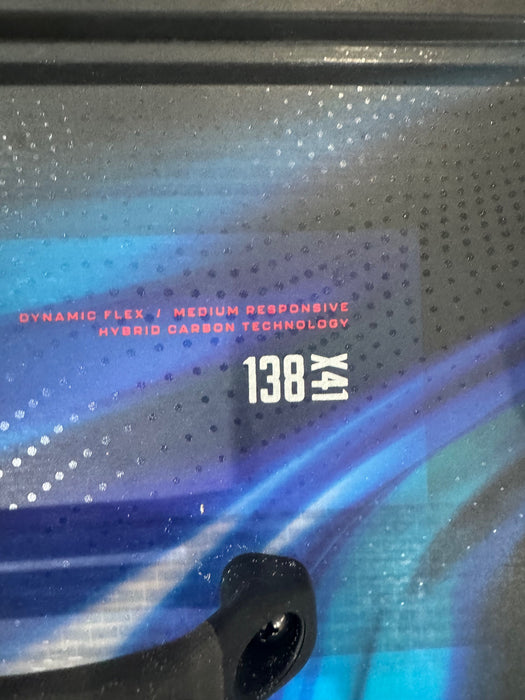 DYNAMIC FLEX / MEDIUM RESPONSIVE
HYBRID CARBON TECHNOLOGY
138
X41